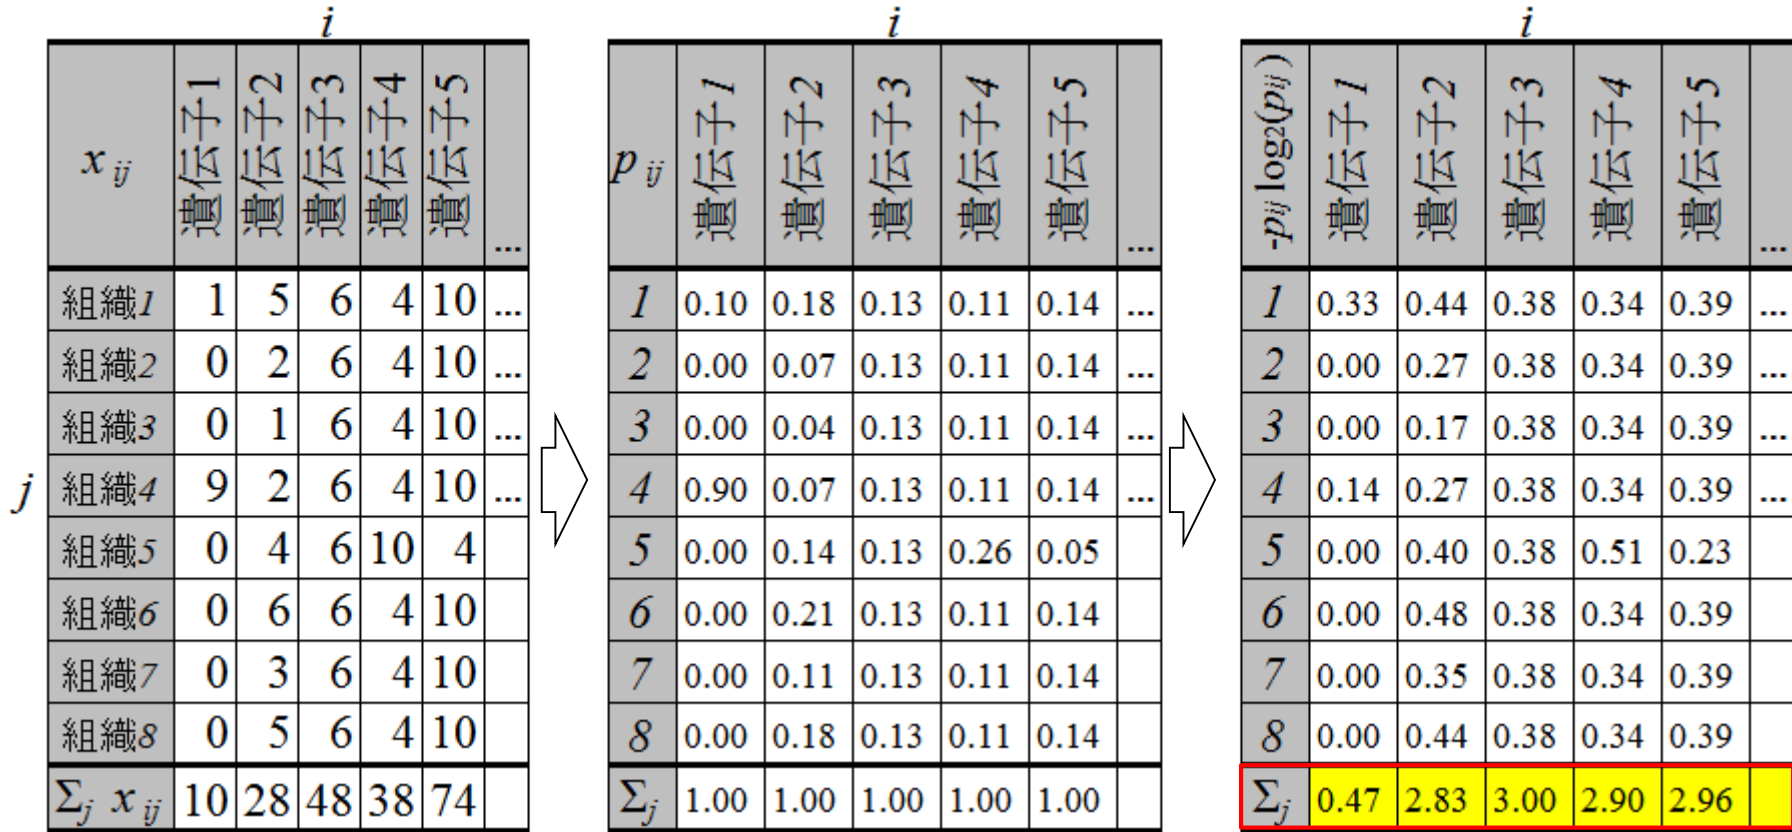 i
x ij 遺伝子1 遺伝子2 遺伝子3 遺伝子4 遺伝子5 ...
組織1 1 5 6 4 10 ...
組織2 0 2 6 4 10 ...
組織3 0 1 6 4 10 ...
j
組織4 9 2 6 4 10 ...
組織5 0 4 6 10 4
組織6 0 6 6 4 10
組織7 0 3 6 4 10
組織8 0 5 6 4 10
Σj x ij 10 28 48 38 74
i
p ij 遺伝子1 遺伝子2 遺伝子3 遺伝子4 遺伝子5 ...
1 0.10 0.18 0.13 0.11 0.14 ...
2 0.00 0.07 0.13 0.11 0.14 ...
3 0.00 0.04 0.13 0.11 0.14 ...
4 0.90 0.07 0.13 0.11 0.14 ...
5 0.00 0.14 0.13 0.26 0.05
6 0.00 0.21 0.13 0.11 0.14
7 0.00 0.11 0.13 0.11 0.14
8 0.00 0.18 0.13 0.11 0.14
Σj 1.00 1.00 1.00 1.00 1.00
i
-pij log2(pij) 遺伝子1 遺伝子2 遺伝子3 遺伝子4 遺伝子5 ...
1 0.33 0.44 0.38 0.34 0.39 ...
2 0.00 0.27 0.38 0.34 0.39 ...
3 0.00 0.17 0.38 0.34 0.39 ...
4 0.14 0.27 0.38 0.34 0.39 ...
5 0.00 0.40 0.38 0.51 0.23
6 0.00 0.48 0.38 0.34 0.39
7 0.00 0.35 0.38 0.34 0.39
8 0.00 0.44 0.38 0.34 0.39
Σj 0.47 2.83 3.00 2.90 2.96